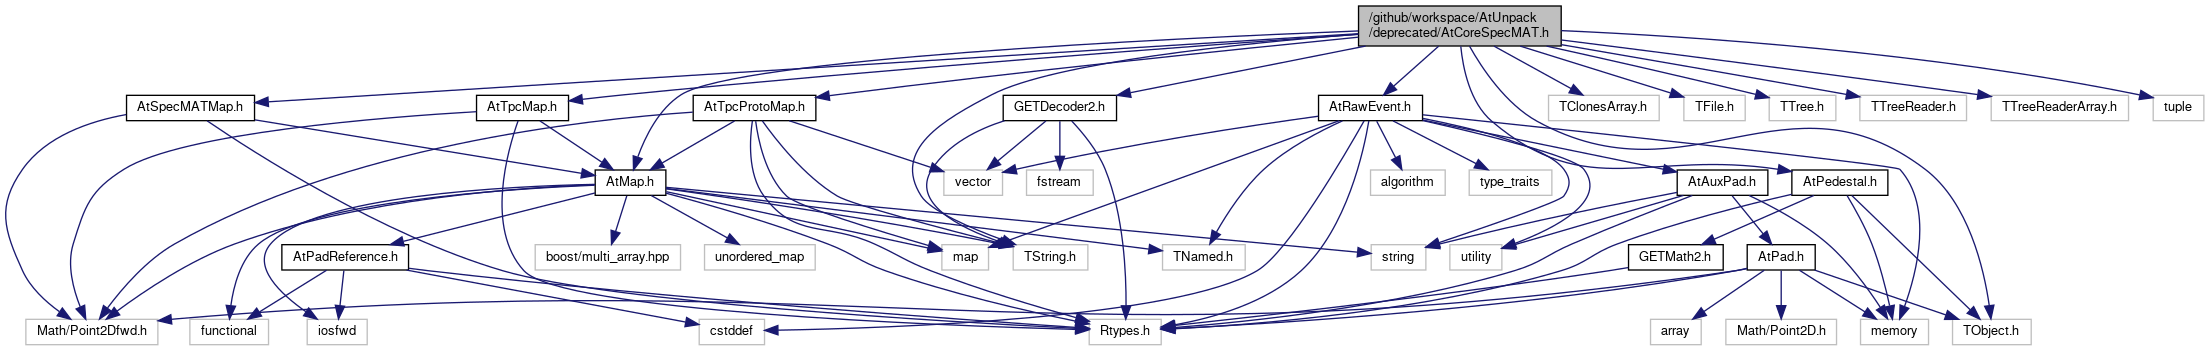 /github/workspace/AtUnpack
/deprecated/AtCoreSpecMAT.h
AtSpecMATMap.h
AtTpcMap.h
AtTpcProtoMap.h
GETDecoder2.h
AtRawEvent.h
TClonesArray.h
TFile.h
TTree.h
TTreeReader.h
TTreeReaderArray.h
tuple
AtMap.h
vector
fstream
algorithm
type_traits
AtAuxPad.h
AtPedestal.h
AtPadReference.h
boost/multi_array.hpp
unordered_map
map
TString.h
TNamed.h
string
utility
GETMath2.h
AtPad.h
Math/Point2Dfwd.h
functional
iosfwd
cstddef
Rtypes.h
array
Math/Point2D.h
memory
TObject.h